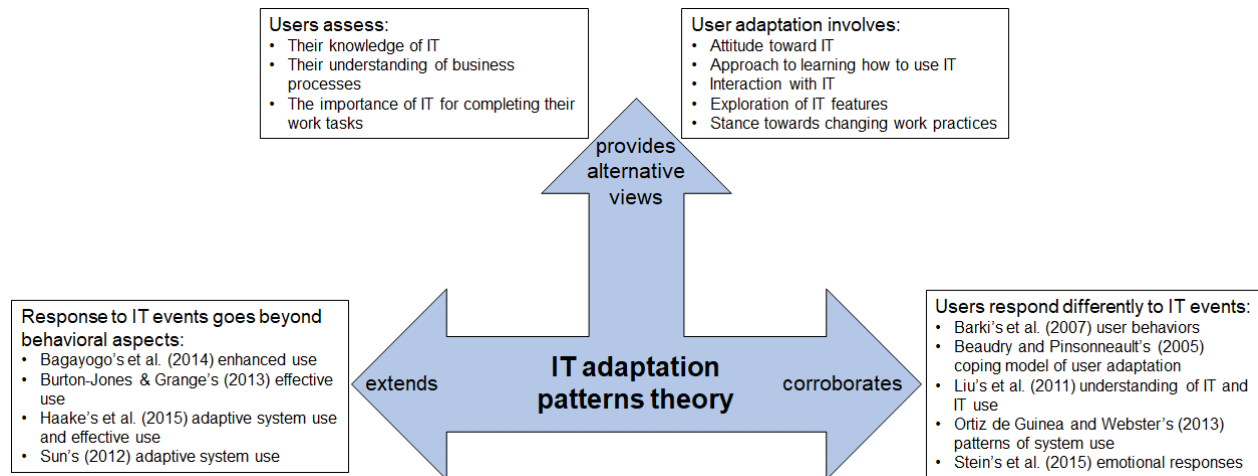 Users assess:
• Their knowledge of IT
• Their understanding of business
processes
• The importance of IT for completing their
work tasks
User adaptation involves:
• Attitude toward IT
• Approach to learning how to use IT
• Interaction with IT
• Exploration of IT features
• Stance towards changing work practices
provides
alternative
views
Response to IT events goes beyond
behavioral aspects:
• Bagayogo's et al. (2014) enhanced use
• Burton-Jones & Grange's (2013) effective
use
• Haake's et al. (2015) adaptive system use
and effective use
• Sun's (2012) adaptive system use
extends
IT adaptation
patterns theory
corroborates
Users respond differently to IT events:
• Barki's et al. (2007) user behaviors
• Beaudry and Pinsonneault's (2005)
coping model of user adaptation
• Liu's et al. (2011) understanding of IT and
IT use
• Ortiz de Guinea and Webster's (2013)
patterns of system use
• Stein's et al. (2015) emotional responses